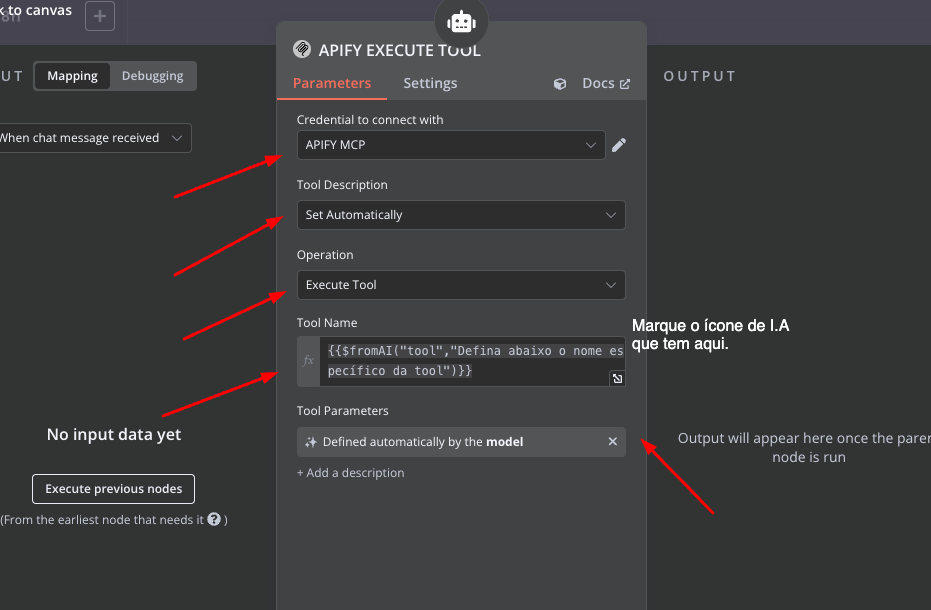 k to canvas
APIFY EXECUTE TOOL
Parameters
Settings
Docs
UT
Mapping
Debugging
OUTPUT
When chat message received
Credential to connect with
APIFY MCP
Tool Description
Set Automatically
Operation
Execute Tool
Tool Name
fx
{{$fromAI("tool","Defina abaixo o nome es
pecífico da tool")}}
Marque o ícone de I.A
que tem aqui.
Tool Parameters
Defined automatically by the model
+ Add a description
No input data yet
Execute previous nodes
(From the earliest node that needs it ? )
Output will appear here once the paren
node is run